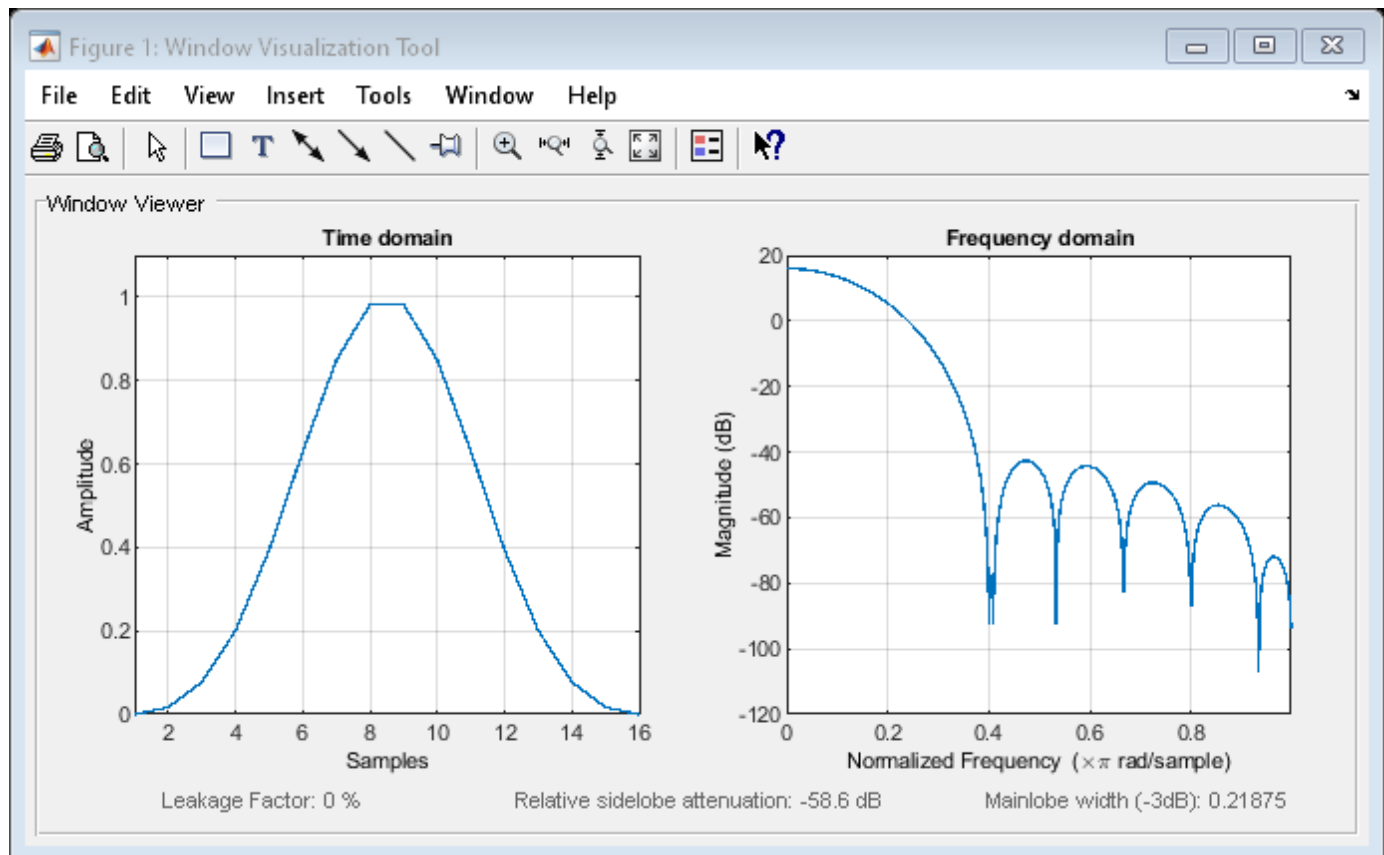 Figure 1: Window Visualization Tool
File Edit View Insert Tools Window Help
T
?
Window Viewer
Time domain
1
0.8
0.6
0.4
0.2
0
2 4 6 8 10 12 14 16
Amplitude
Samples
Frequency domain
20
0
-20
-40
-60
-80
-100
-120
0 0.2 0.4 0.6 0.8
Magnitude (dB)
Normalized Frequency (×π rad/sample)
Leakage Factor: 0 % Relative sidelobe attenuation: -58.6 dB Mainlobe width (-3dB): 0.21875